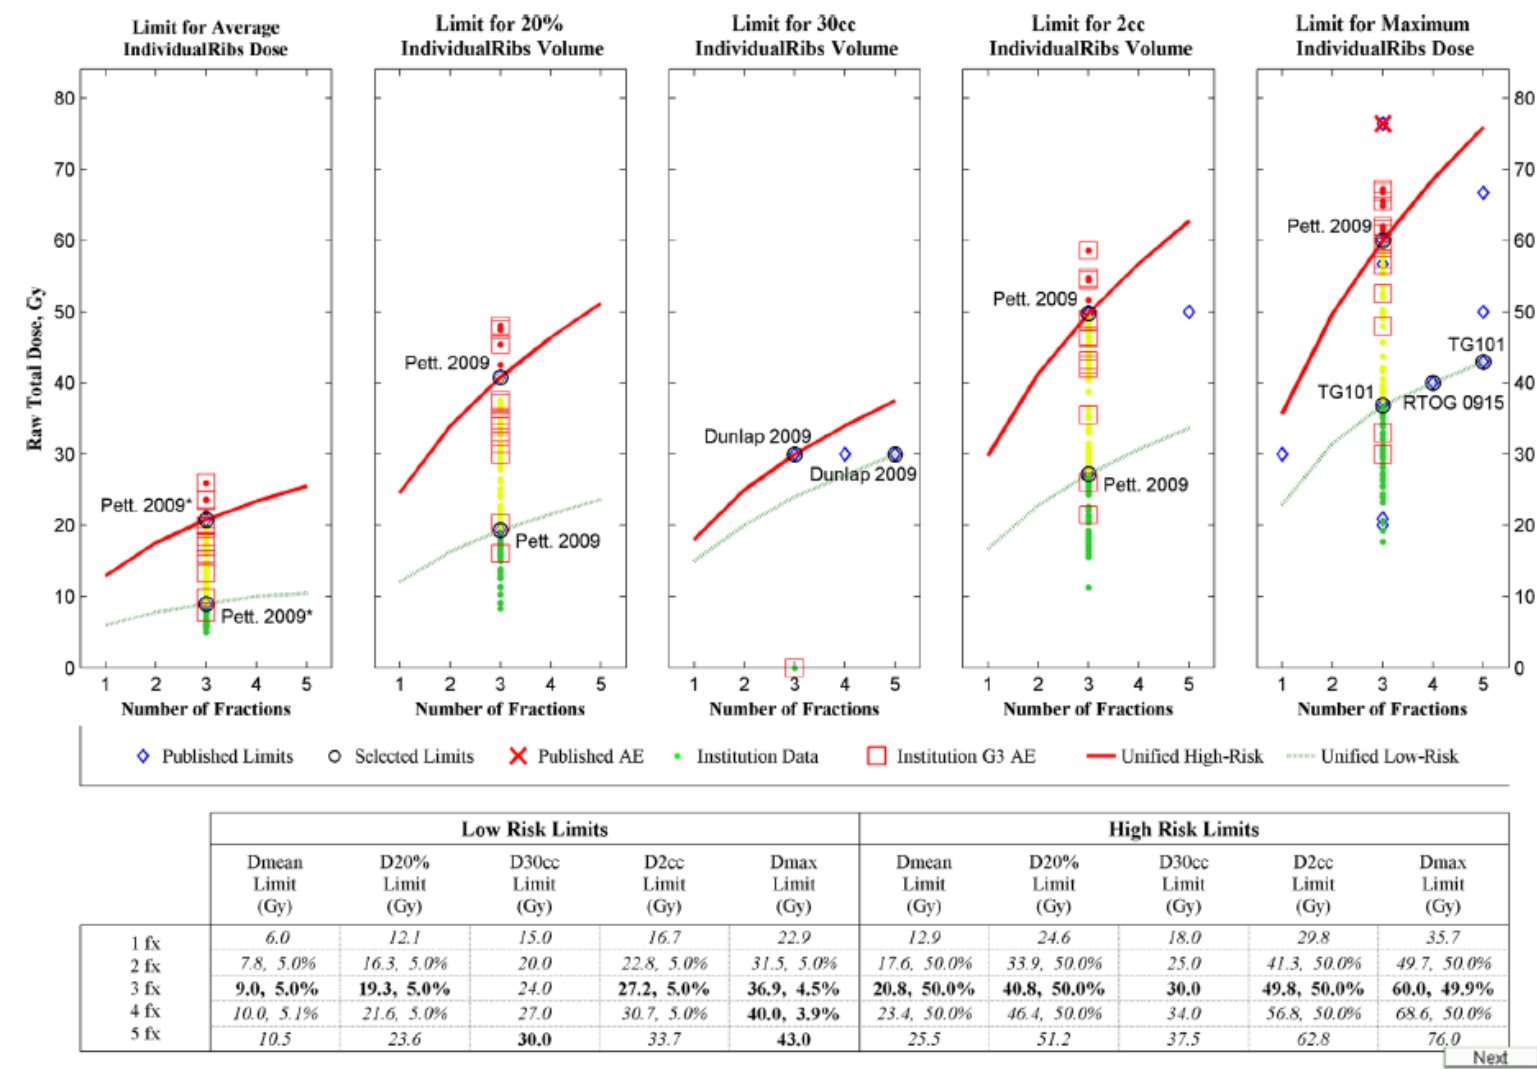 Limit for Average
IndividualRibs Dose
Limit for 20%
IndividualRibs Volume
Limit for 30cc
IndividualRibs Volume
Limit for 2cc
IndividualRibs Volume
Limit for Maximum
IndividualRibs Dose
Raw Total Dose, Gy
80
70
60
50
40
30
20
10
0
Pett. 2009*
Pett. 2009*
1 2 3 4 5
Number of Fractions
Pett. 2009
Pett. 2009
1 2 3 4 5
Number of Fractions
Dunlap 2009
Dunlap 2009
1 2 3 4 5
Number of Fractions
Pett. 2009
Pett. 2009
1 2 3 4 5
Number of Fractions
Pett. 2009
TG101
TG101
RTOG 0915
1 2 3 4 5
Number of Fractions
80
70
60
50
40
30
20
10
0
Published Limits Selected Limits Published AE Institution Data Institution G3 AE Unified High-Risk Unified Low-Risk
Low Risk Limits High Risk Limits
Dmean D20% D30cc D2cc Dmax Dmean D20% D30cc D2cc Dmax
Limit Limit Limit Limit Limit Limit Limit Limit Limit Limit
(Gy) (Gy) (Gy) (Gy) (Gy) (Gy) (Gy) (Gy) (Gy) (Gy)
1 fx 6.0 12.1 15.0 16.7 22.9 12.9 24.6 18.0 29.8 35.7
2 fx 7.8, 5.0% 16.3, 5.0% 20.0 22.8, 5.0% 31.5, 5.0% 17.6, 50.0% 33.9, 50.0% 25.0 41.3, 50.0% 49.7, 50.0%
3 fx 9.0, 5.0% 19.3, 5.0% 24.0 27.2, 5.0% 36.9, 4.5% 20.8, 50.0% 40.8, 50.0% 30.0 49.8, 50.0% 60.0, 49.9%
4 fx 10.0, 5.1% 21.6, 5.0% 27.0 30.7, 5.0% 40.0, 3.9% 23.4, 50.0% 46.4, 50.0% 34.0 56.8, 50.0% 68.6, 50.0%
5 fx 10.5 23.6 30.0 33.7 43.0 25.5 51.2 37.5 62.8 76.0
Next